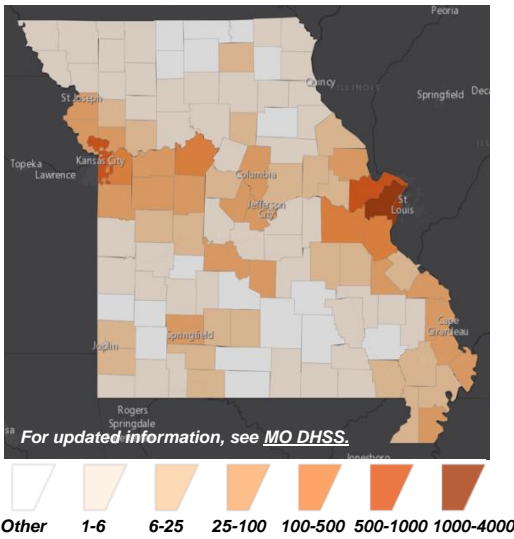 Peoria
Quincy
ILLINOIS
Springfield Dec
St Joseph
ILL
Topeka
Kansas City
Lawrence
Columbia
St
Louis
Jefferson
City
Cape
Girardeau
Springfield
Joplin
Rogers
Springdale
For updated information, see MO DHSS.
sa
Jonesboro
Other 1-6 6-25 25-100 100-500 500-1000 1000-4000